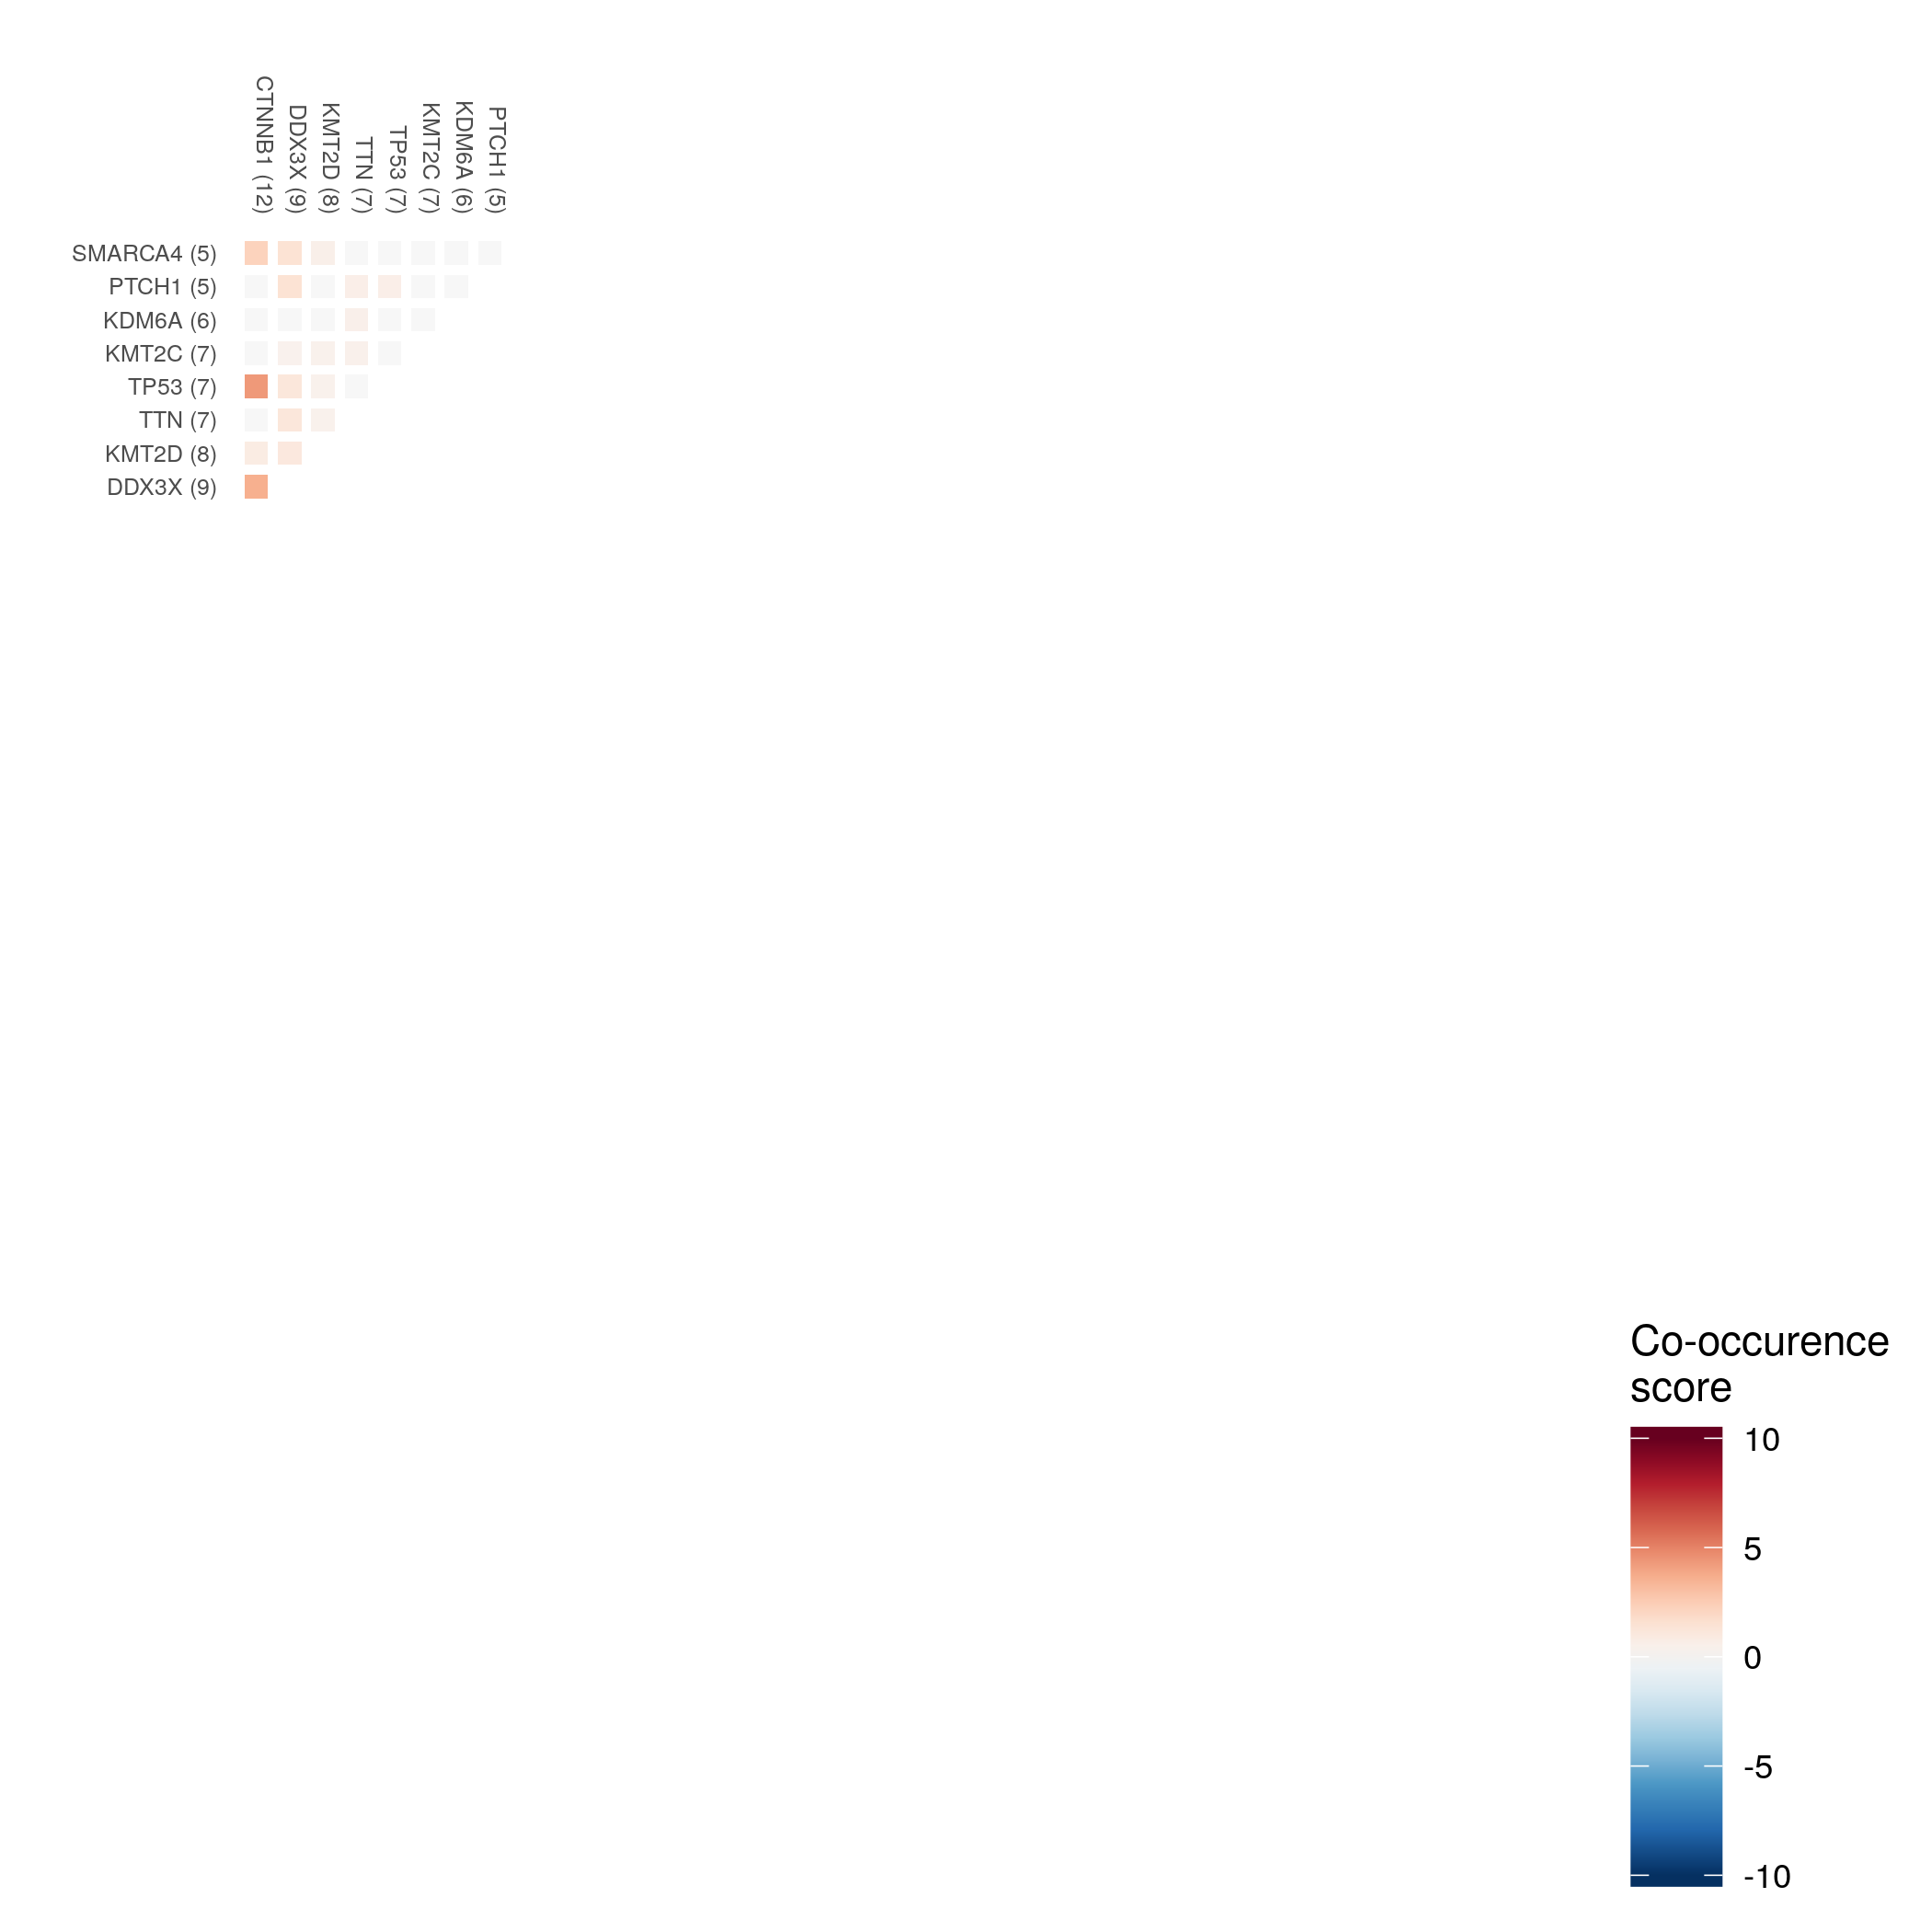 CTNNB1 (12)
DDX3X (9)
KMT2D (8)
TTN (7)
TP53 (7)
KMT2C (7)
KDM6A (6)
PTCH1 (5)
SMARCA4 (5)
PTCH1 (5)
KDM6A (6)
KMT2C (7)
TP53 (7)
TTN (7)
KMT2D (8)
DDX3X (9)
Co-occurence
score
10
5
0
-5
-10